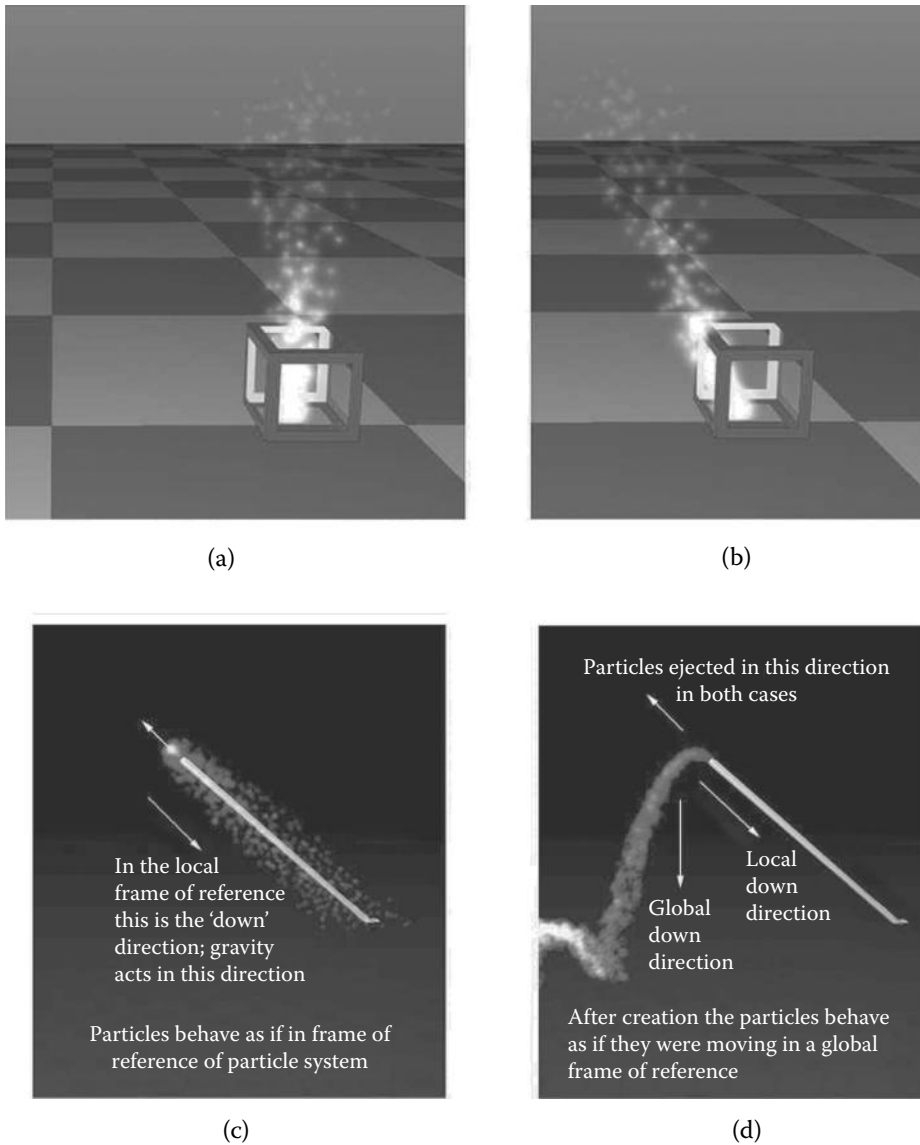 (a)
(b)
In the local
frame of reference
this is the ‘down’
direction; gravity
acts in this direction
Particles behave as if in frame of
reference of particle system
(c)
Particles ejected in this direction
in both cases
Local
down
direction
Global
down
direction
After creation the particles behave
as if they were moving in a global
frame of reference
(d)